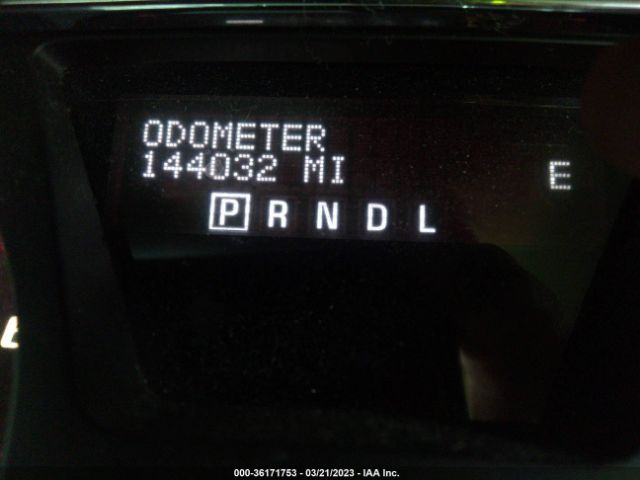 ODOMETER
144032 MI
E
P R N D L
000-36171753 - 03/21/2023 - IAA Inc.